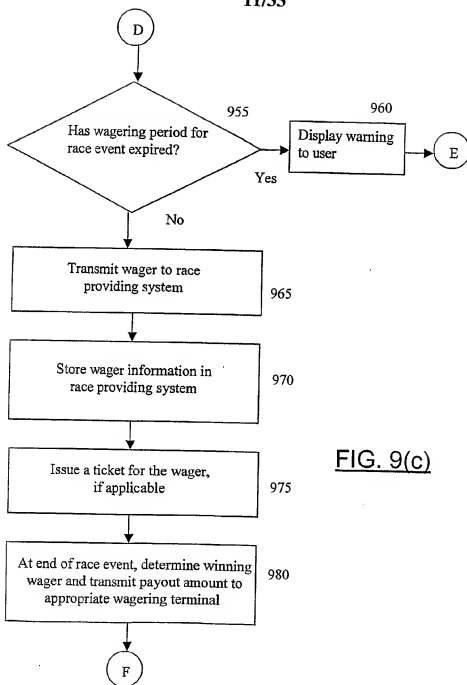 11/33
D
955
960
Has wagering period for
race event expired?
Display warning
to user
E
Yes
No
Transmit wager to race
providing system
965
Store wager information in
race providing system
970
Issue a ticket for the wager,
if applicable
975
FIG. 9(c)
At end of race event, determine winning
wager and transmit payout amount to
appropriate wagering terminal
980
F